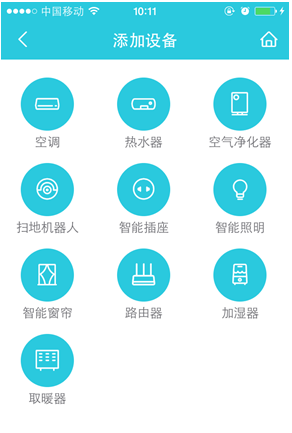 中国移动 10:11
添加设备
空调 热水器 空气净化器
扫地机器人 智能插座 智能照明
智能窗帘 路由器 加湿器
取暖器